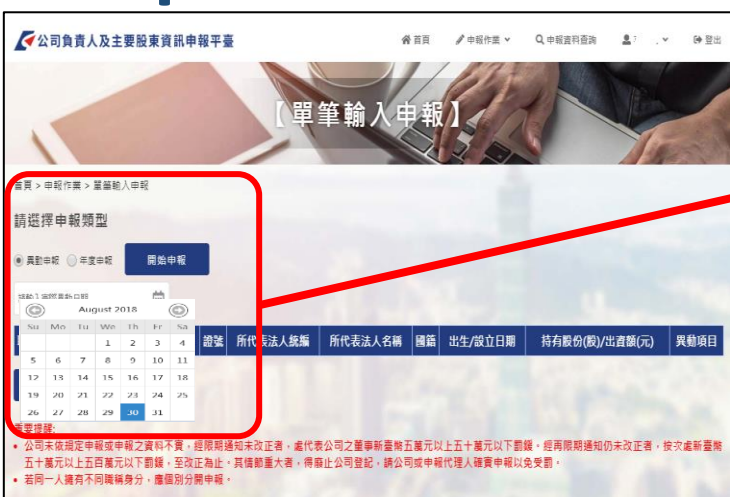 公司負責人及主要股東資訊申報平臺
首頁 申報作業 申報資料查詢 登出
【單筆輸入申報】
首頁 > 申報作業 > 單筆輸入申報
請選擇申報類型
異動申報 年度申報 開始申報
August 2018
Su Mo Tu We Th Fr Sa
1 2 3 4
5 6 7 8 9 10 11
12 13 14 15 16 17 18
19 20 21 22 23 24 25
26 27 28 29 30 31
證號 所代表法人統編 所代表法人名稱 國籍 出生/設立日期 持有股份(股)/出資額(元) 異動項目
重要提醒:
公司未依規定申報或申報之資料不實，經限期通知未改正者，處代表公司之董事新臺幣五萬元以上五十萬元以下罰鍰。經再限期通知仍未改正者，按次處新臺幣
五十萬元以上五百萬元以下罰鍰，至改正為止。其情節重大者，得廢止公司登記，請公司或申報代理人確實申報以免受罰。
若同一人擁有不同職稱身分，應個別分開申報。